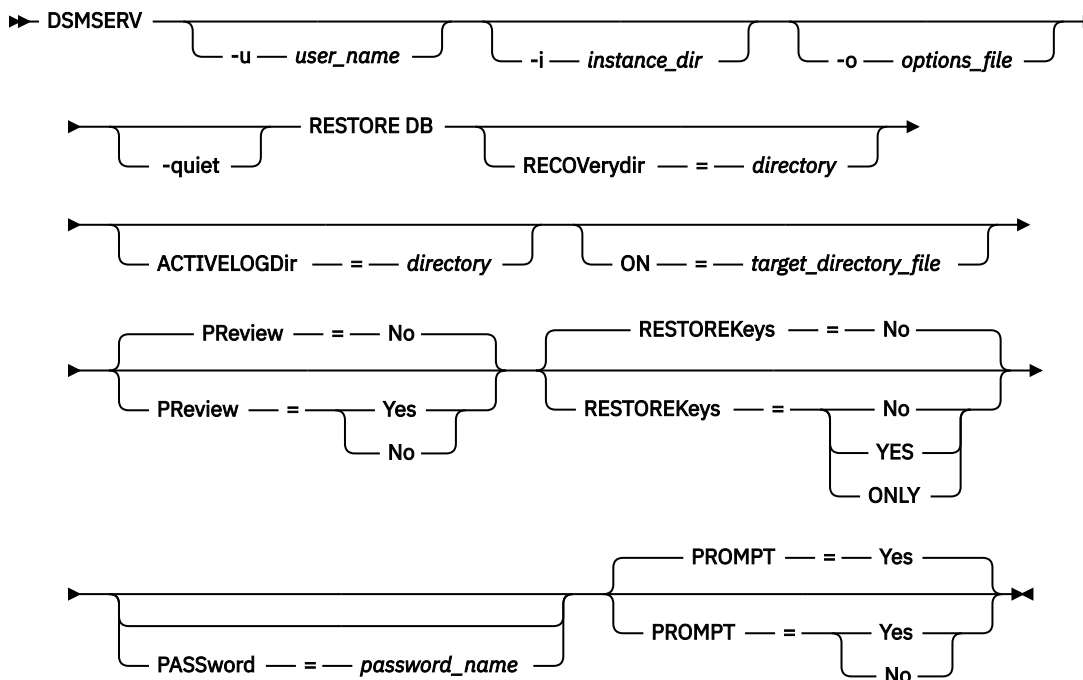 DSMSERV
-u user_name
-i instance_dir
-o options_file
RESTORE DB
-quiet
RECOVerydir = directory
ACTIVELOGDir = directory
ON = target_directory_file
PReview = No
PReview = Yes
No
RESTOREKeys = No
RESTOREKeys = No
YES
ONLY
PASSword = password_name
PROMPT = Yes
PROMPT = Yes
No